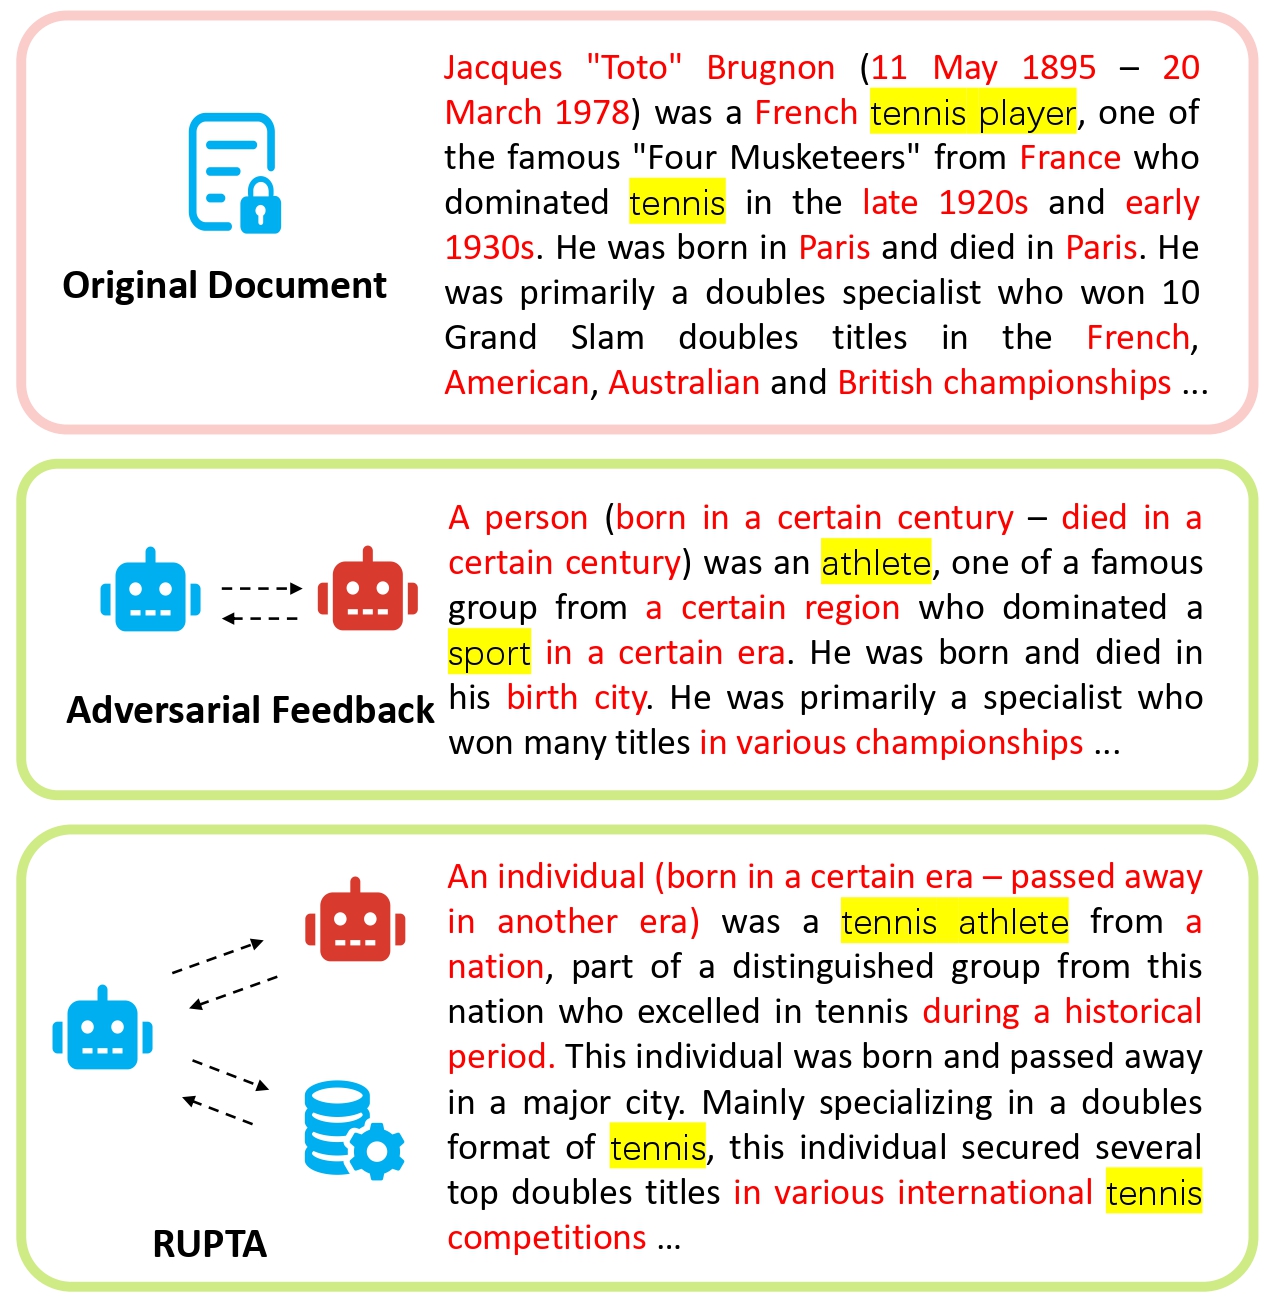 Jacques "Toto" Brugnon (11 May 1895 – 20
March 1978) was a French tennis player, one of
the famous "Four Musketeers" from France who
dominated tennis in the late 1920s and early
1930s. He was born in Paris and died in Paris. He
was primarily a doubles specialist who won 10
Grand Slam doubles titles in the French,
American, Australian and British championships ...
Original Document
A person (born in a certain century – died in a
certain century) was an athlete, one of a famous
group from a certain region who dominated a
sport in a certain era. He was born and died in
his birth city. He was primarily a specialist who
won many titles in various championships ...
Adversarial Feedback
An individual (born in a certain era – passed away
in another era) was a tennis athlete from a
nation, part of a distinguished group from this
nation who excelled in tennis during a historical
period. This individual was born and passed away
in a major city. Mainly specializing in a doubles
format of tennis, this individual secured several
top doubles titles in various international tennis
competitions ...
RUPTA